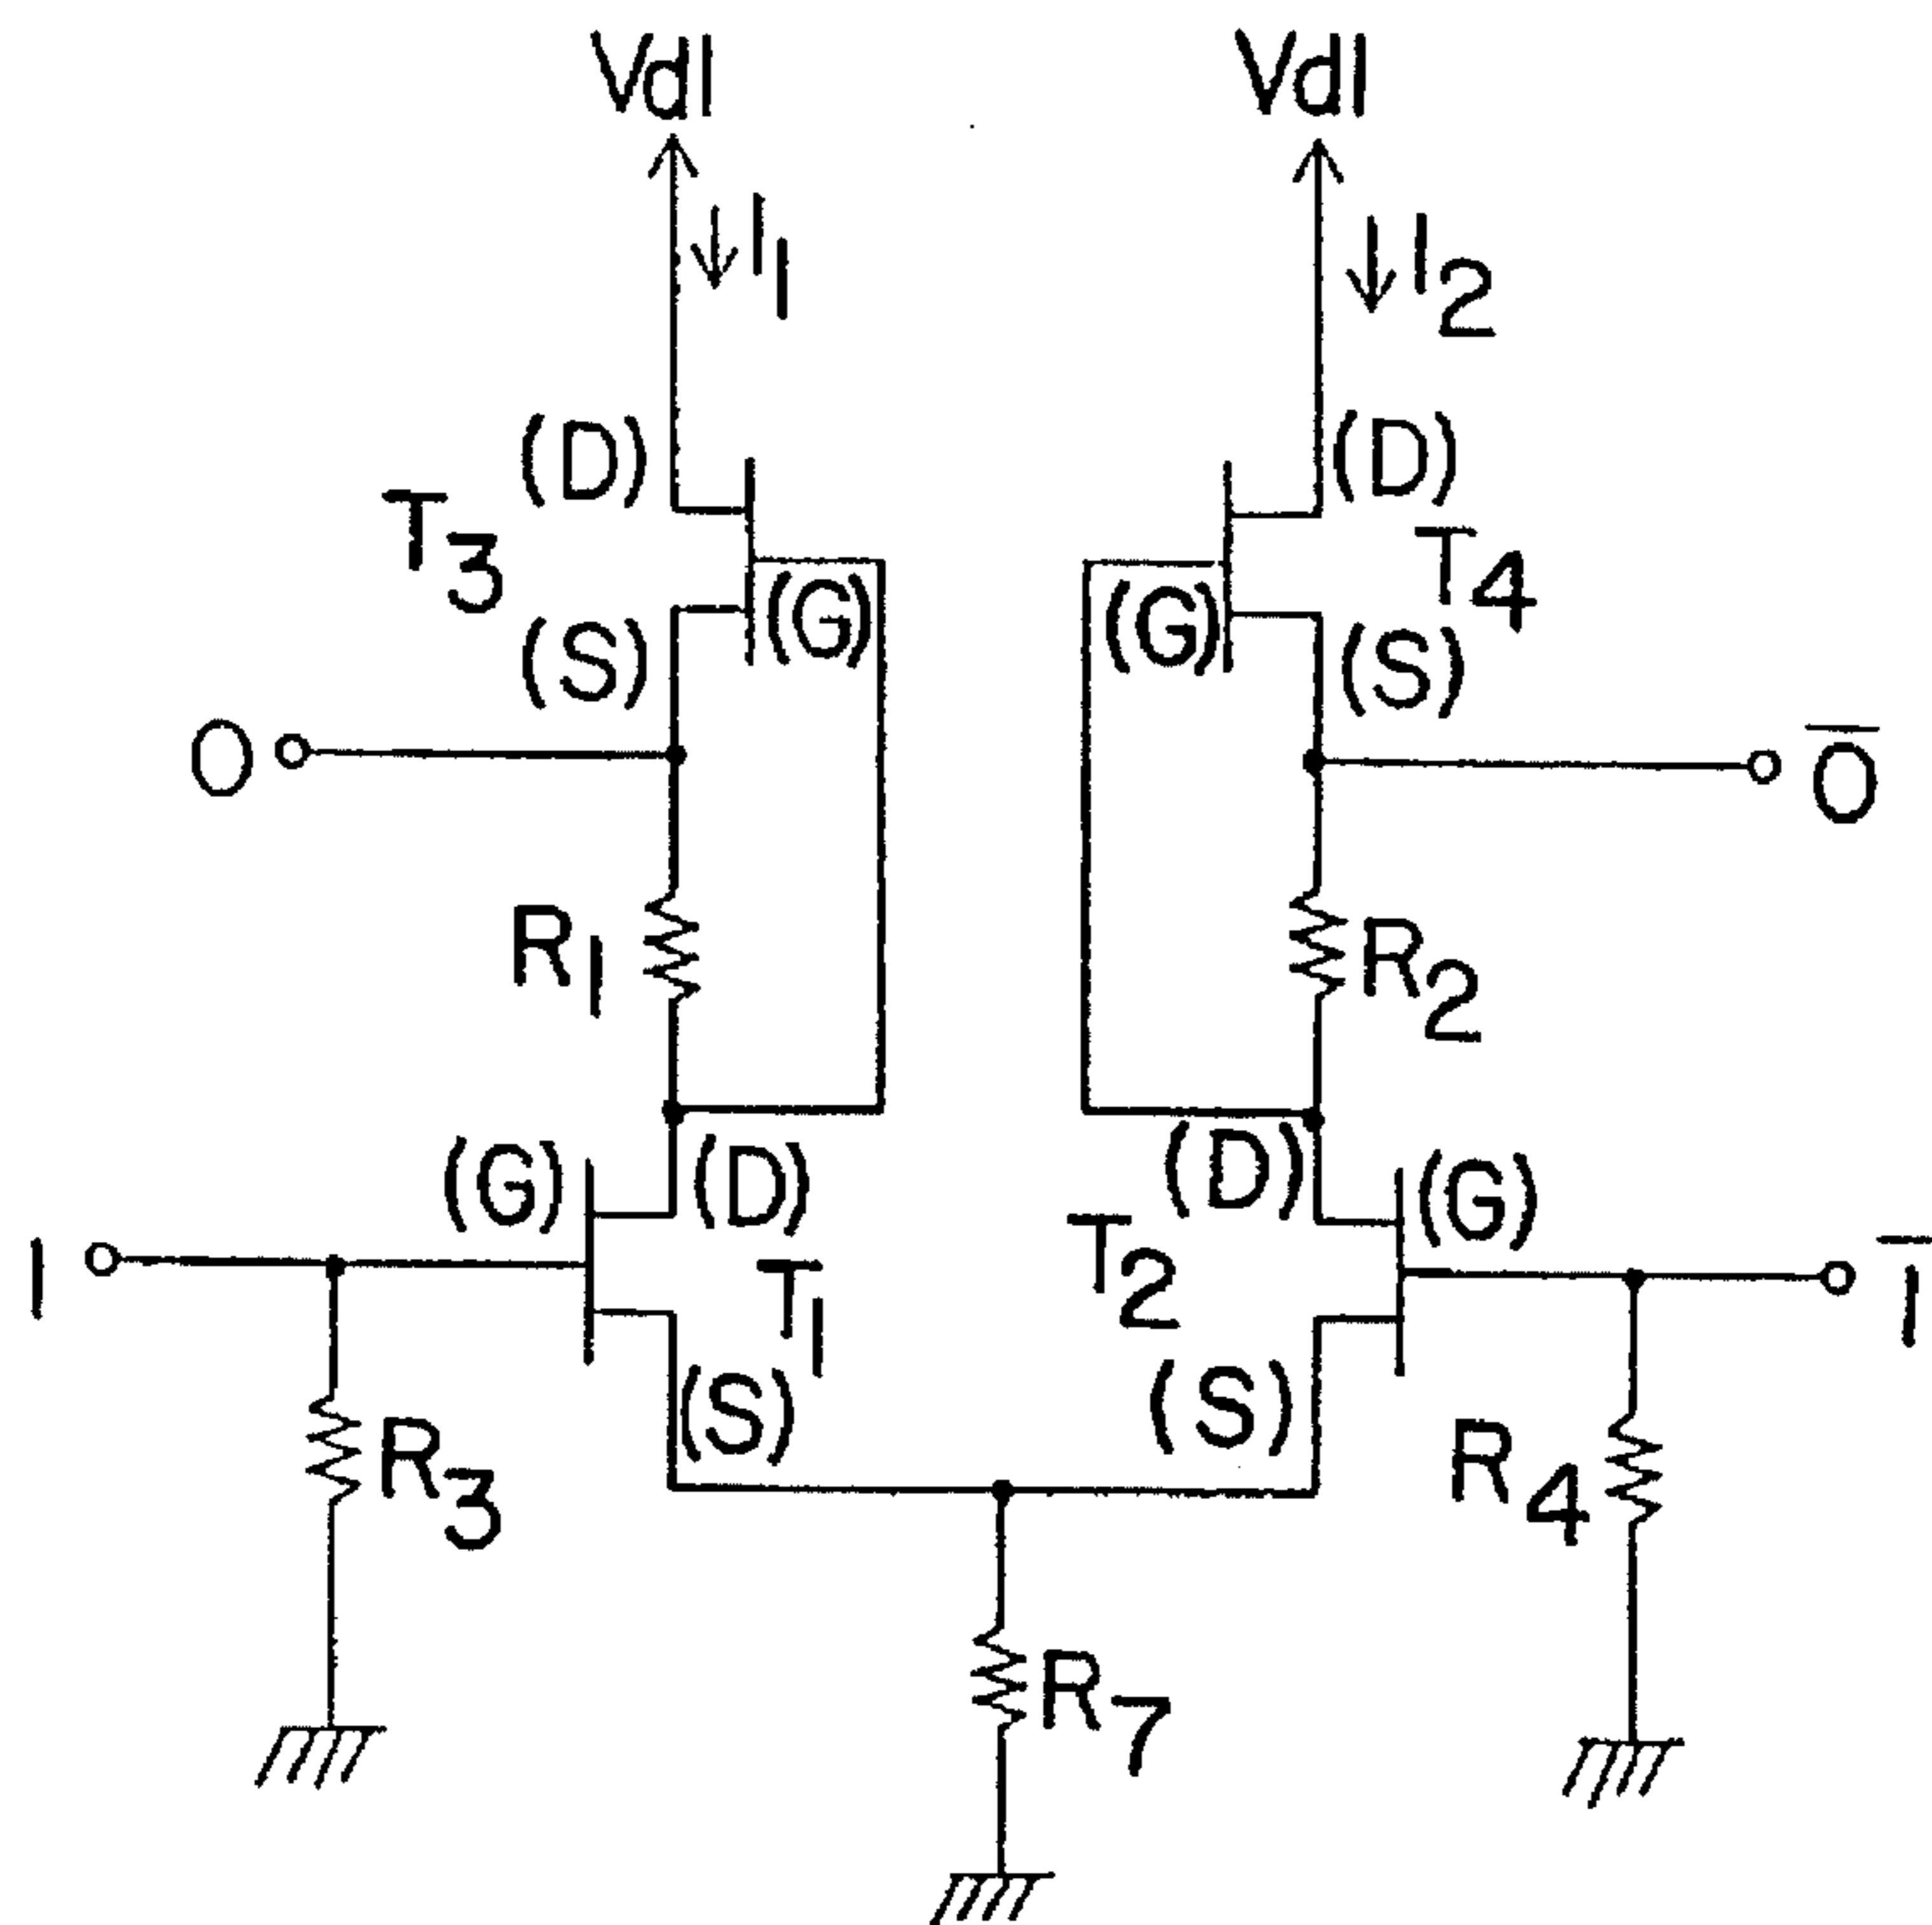 Vdl Vdl
I1 I2
(D) (D)
T3 T4
(G) (G)
(S) (S)
O O̅
R1 R2
(G) (D) (D) (G)
I T1 T2 I̅
(S) (S)
R3 R4
R7